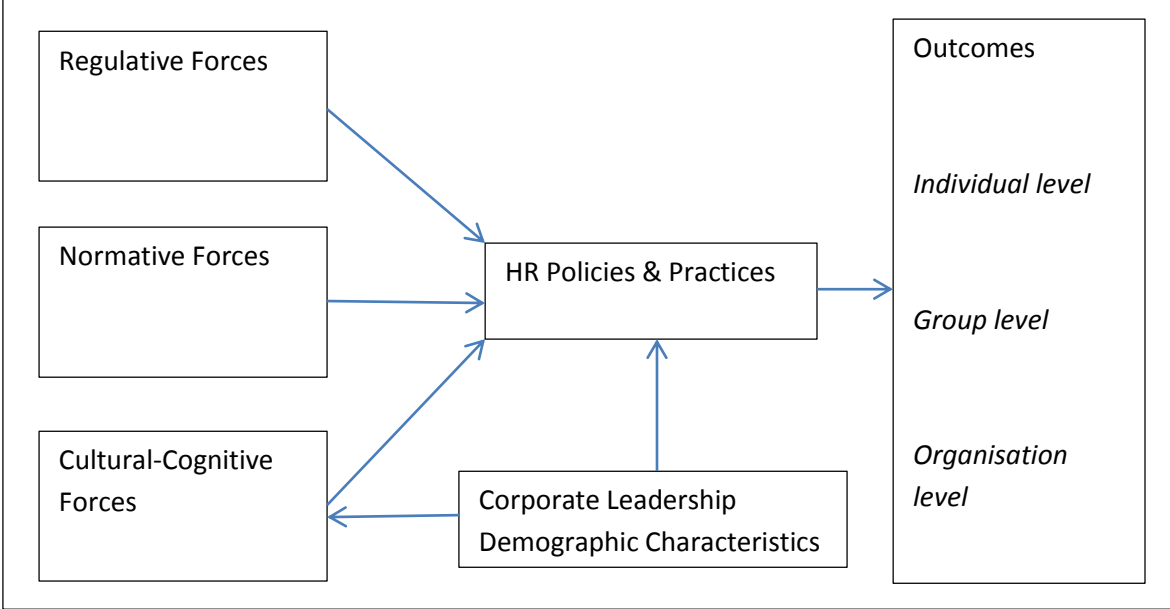 Regulative Forces
Normative Forces
Cultural-Cognitive
Forces
HR Policies & Practices
Corporate Leadership
Demographic Characteristics
Outcomes
Individual level
Group level
Organisation
level